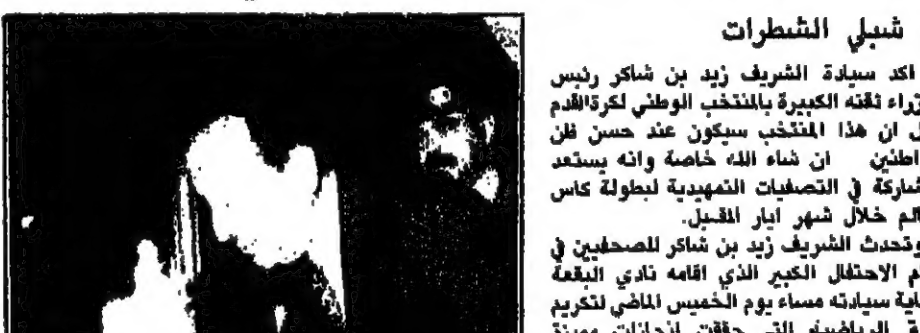 شبلي الشطرات
اكد سيادة الشريف زيد بن شاكر رئيس
ثقته الكبيرة بالمنتخب الوطني لكرة القدم
ان هذا المنتخب سيكون عند حسن ظن
ان شاء الله خاصة وانه يستعد
في التصفيات التمهيدية لبطولة كاس
خلال شهر ايار المقبل.
وتحدث الشريف زيد بن شاكر للصحفيين في
الاحتفال الكبير الذي اقامه نادي البقعة
سيادته مساء يوم الخميس الماضي لتكريم